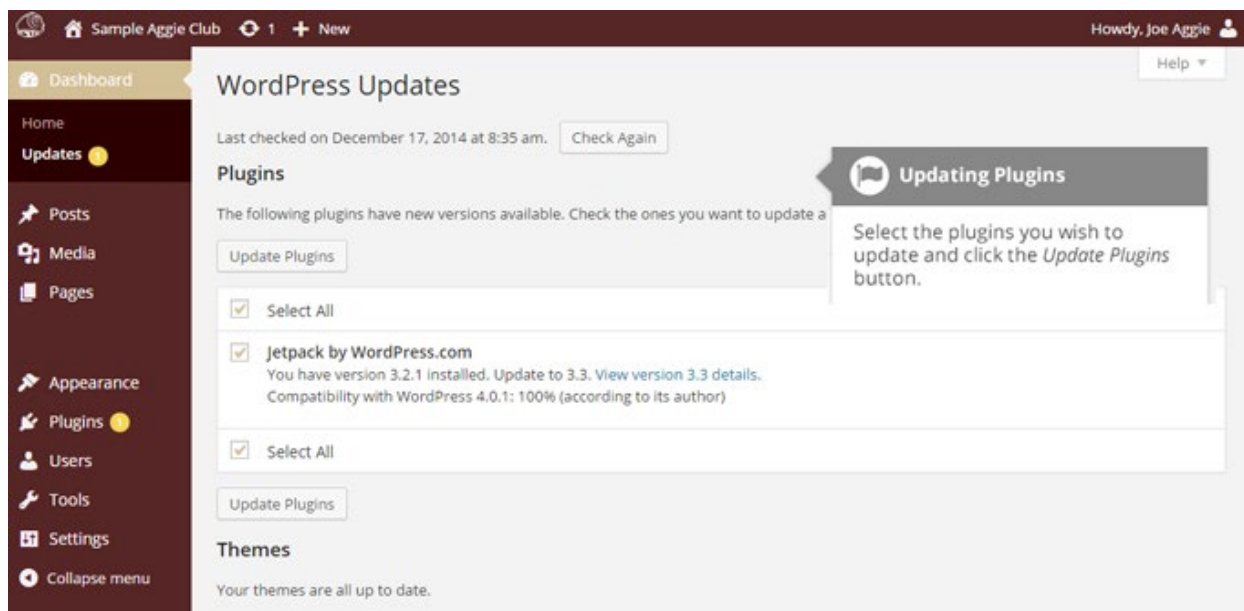 Sample Aggie Club 1 + New Howdy, Joe Aggie
Dashboard
Help
WordPress Updates
Home
Last checked on December 17, 2014 at 8:35 am. Check Again
Updates 1
Updating Plugins
Plugins
Posts
The following plugins have new versions available. Check the ones you want to update a
Select the plugins you wish to
update and click the Update Plugins
button.
Media
Update Plugins
Pages
Select All
Jetpack by WordPress.com
You have version 3.2.1 installed. Update to 3.3. View version 3.3 details.
Compatibility with WordPress 4.0.1: 100% (according to its author)
Appearance
Plugins 1
Select All
Users
Tools
Update Plugins
Settings
Themes
Collapse menu
Your themes are all up to date.